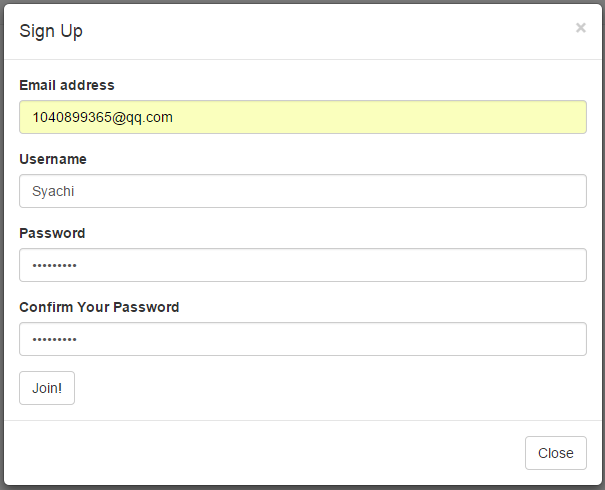 Sign Up ×
Email address
1040899365@qq.com
Username
Syachi
Password
•••••••••
Confirm Your Password
•••••••••
Join!
Close